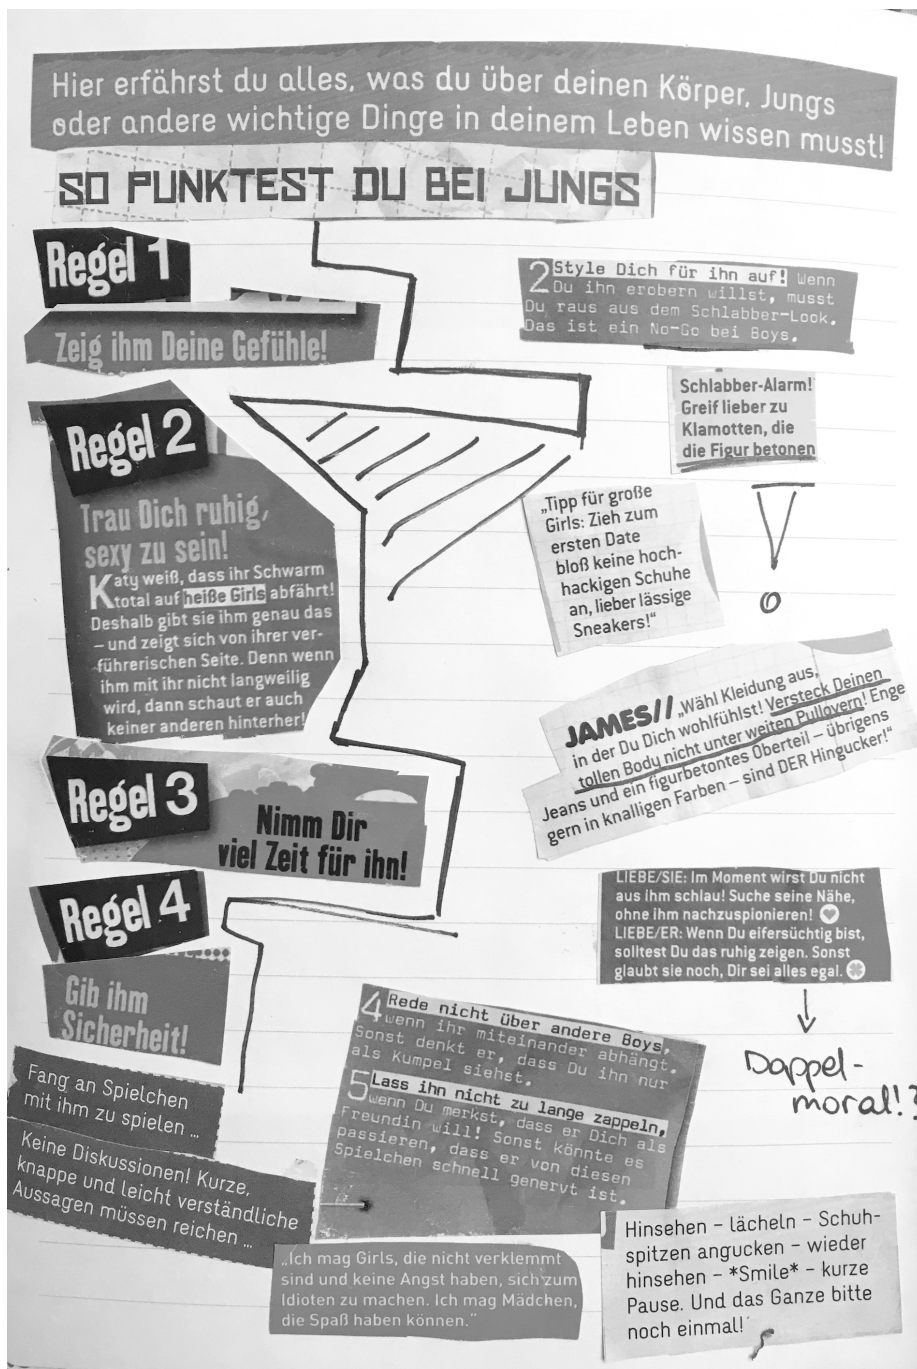 Hier erfährst du alles, was du über deinen Körper, Jungs
oder andere wichtige Dinge in deinem Leben wissen musst!
SO PUNKTEST DU BEI JUNGS
Regel 1
Zeig ihm Deine Gefühle!
2 Style Dich für ihn auf! Wenn
Du ihn erobern willst, musst
Du raus aus dem Schlabber-Look.
Das ist ein No-Go bei Boys.
Schlabber-Alarm!
Greif lieber zu
Klamotten, die
die Figur betonen
!
Regel 2
Trau Dich ruhig,
sexy zu sein!
Katy weiß, dass ihr Schwarm
total auf heiße Girls abfährt!
Deshalb gibt sie ihm genau das
– und zeigt sich von ihrer ver-
führerischen Seite. Denn wenn
ihm mit ihr nicht langweilig
wird, dann schaut er auch
keiner anderen hinterher!
„Tipp für große
Girls: Zieh zum
ersten Date
bloß keine hoch-
hackigen Schuhe
an, lieber lässige
Sneakers!“
JAMES// „Wähl Kleidung aus,
in der Du Dich wohlfühlst! Versteck Deinen
tollen Body nicht unter weiten Pullovern! Enge
Jeans und ein figurbetontes Oberteil – übrigens
gern in knalligen Farben – sind DER Hingucker!“
Regel 3
Nimm Dir
viel Zeit für ihn!
Regel 4
Gib ihm
Sicherheit!
LIEBE/SIE: Im Moment wirst Du nicht
aus ihm schlau! Suche seine Nähe,
ohne ihm nachzuspionieren!
LIEBE/ER: Wenn Du eifersüchtig bist,
solltest Du das ruhig zeigen. Sonst
glaubt sie noch, Dir sei alles egal.
Doppel-
moral!?
4 Rede nicht über andere Boys,
wenn ihr miteinander abhängt.
Sonst denkt er, dass Du ihn nur
als Kumpel siehst.
5 Lass ihn nicht zu lange zappeln,
wenn Du merkst, dass er Dich als
Freundin will! Sonst könnte es
passieren, dass er von diesen
Spielchen schnell genervt ist.
Fang an Spielchen
mit ihm zu spielen ...
Keine Diskussionen! Kurze,
knappe und leicht verständliche
Aussagen müssen reichen ...
„Ich mag Girls, die nicht verklemmt
sind und keine Angst haben, sich zum
Idioten zu machen. Ich mag Mädchen,
die Spaß haben können.“
Hinsehen – lächeln – Schuh-
spitzen angucken – wieder
hinsehen – *Smile* – kurze
Pause. Und das Ganze bitte
noch einmal!